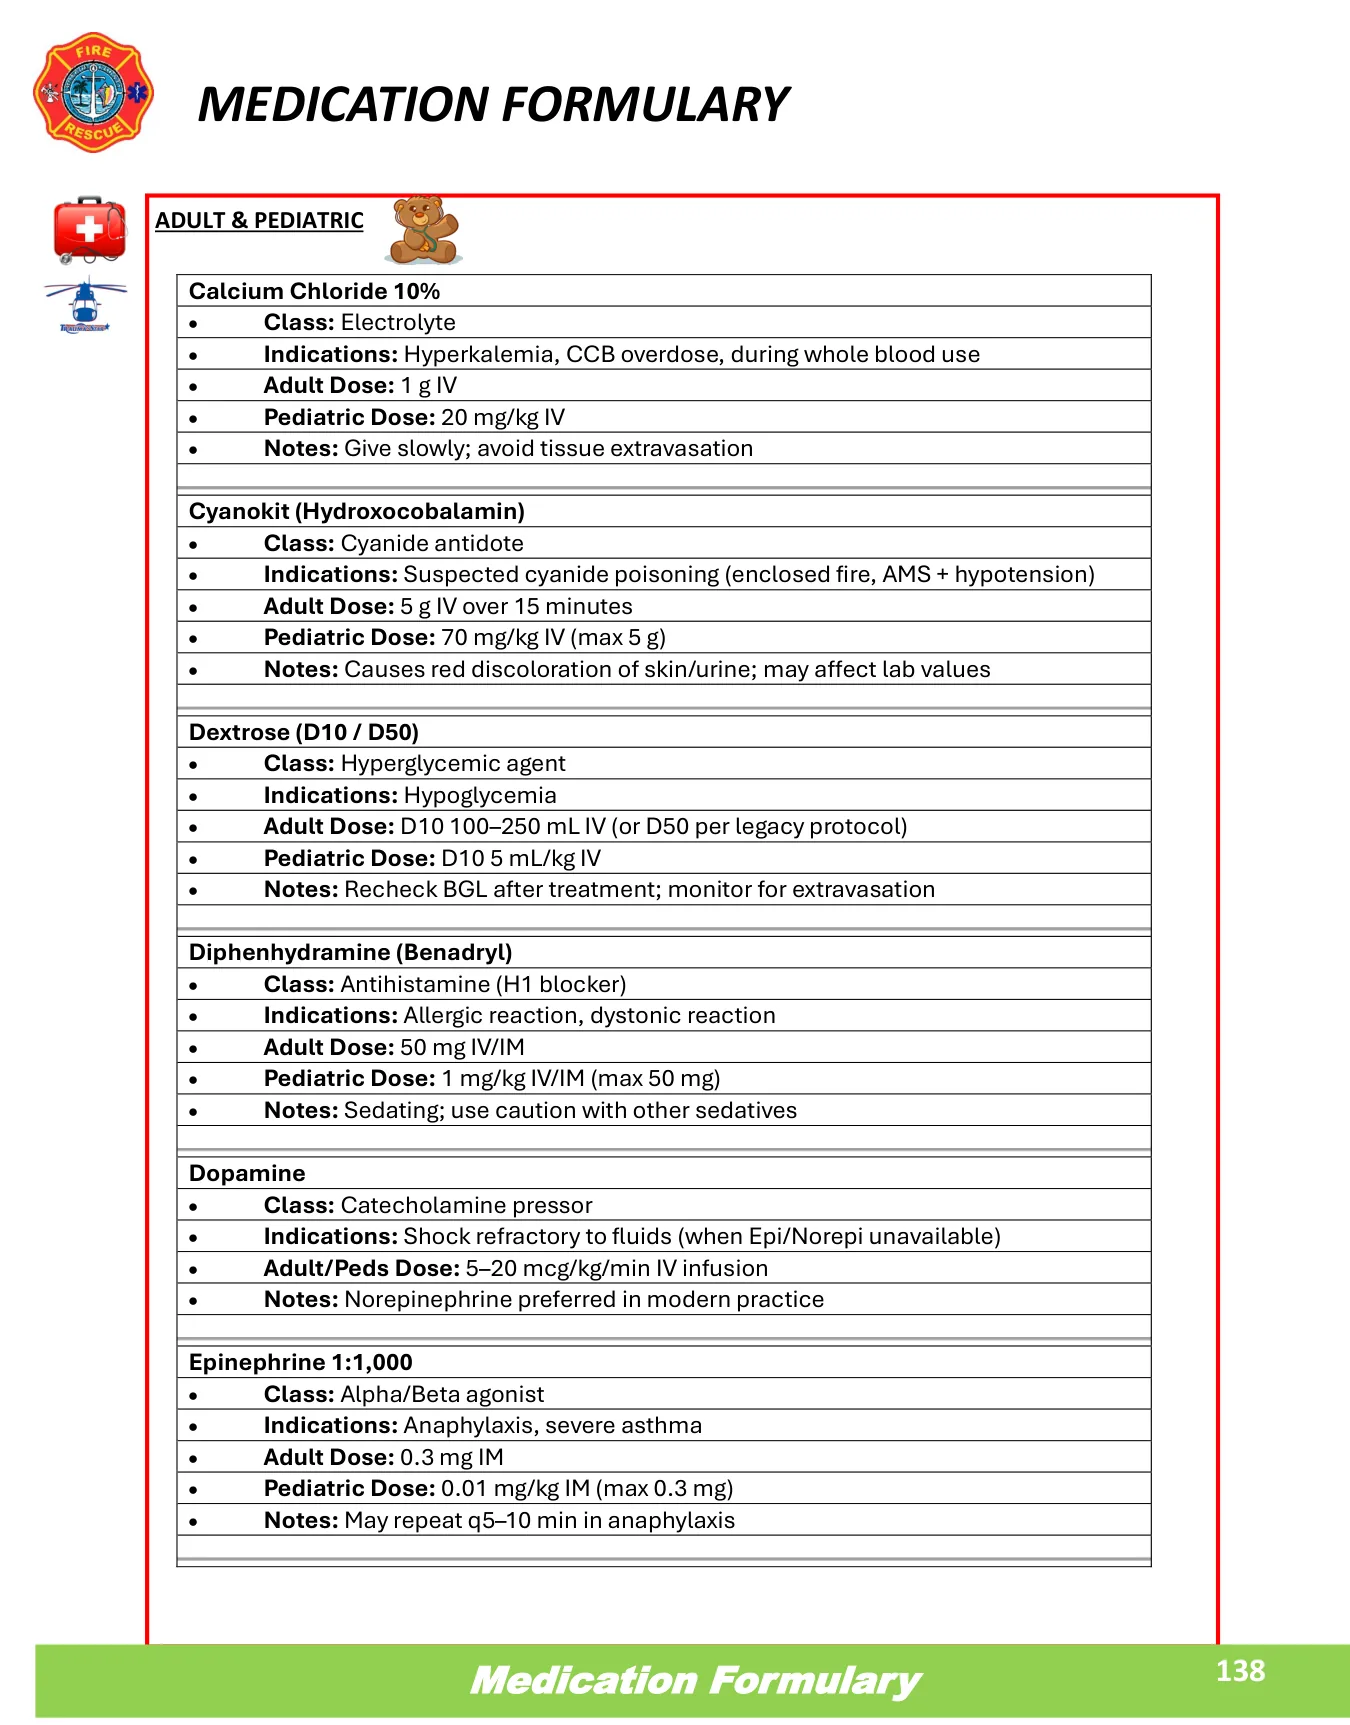 FIRE
RESCUE
MEDICATION FORMULARY
ADULT & PEDIATRIC
Calcium Chloride 10%
• Class: Electrolyte
• Indications: Hyperkalemia, CCB overdose, during whole blood use
• Adult Dose: 1 g IV
• Pediatric Dose: 20 mg/kg IV
• Notes: Give slowly; avoid tissue extravasation
Cyanokit (Hydroxocobalamin)
• Class: Cyanide antidote
• Indications: Suspected cyanide poisoning (enclosed fire, AMS + hypotension)
• Adult Dose: 5 g IV over 15 minutes
• Pediatric Dose: 70 mg/kg IV (max 5 g)
• Notes: Causes red discoloration of skin/urine; may affect lab values
Dextrose (D10 / D50)
• Class: Hyperglycemic agent
• Indications: Hypoglycemia
• Adult Dose: D10 100–250 mL IV (or D50 per legacy protocol)
• Pediatric Dose: D10 5 mL/kg IV
• Notes: Recheck BGL after treatment; monitor for extravasation
Diphenhydramine (Benadryl)
• Class: Antihistamine (H1 blocker)
• Indications: Allergic reaction, dystonic reaction
• Adult Dose: 50 mg IV/IM
• Pediatric Dose: 1 mg/kg IV/IM (max 50 mg)
• Notes: Sedating; use caution with other sedatives
Dopamine
• Class: Catecholamine pressor
• Indications: Shock refractory to fluids (when Epi/Norepi unavailable)
• Adult/Peds Dose: 5–20 mcg/kg/min IV infusion
• Notes: Norepinephrine preferred in modern practice
Epinephrine 1:1,000
• Class: Alpha/Beta agonist
• Indications: Anaphylaxis, severe asthma
• Adult Dose: 0.3 mg IM
• Pediatric Dose: 0.01 mg/kg IM (max 0.3 mg)
• Notes: May repeat q5–10 min in anaphylaxis
Medication Formulary
138